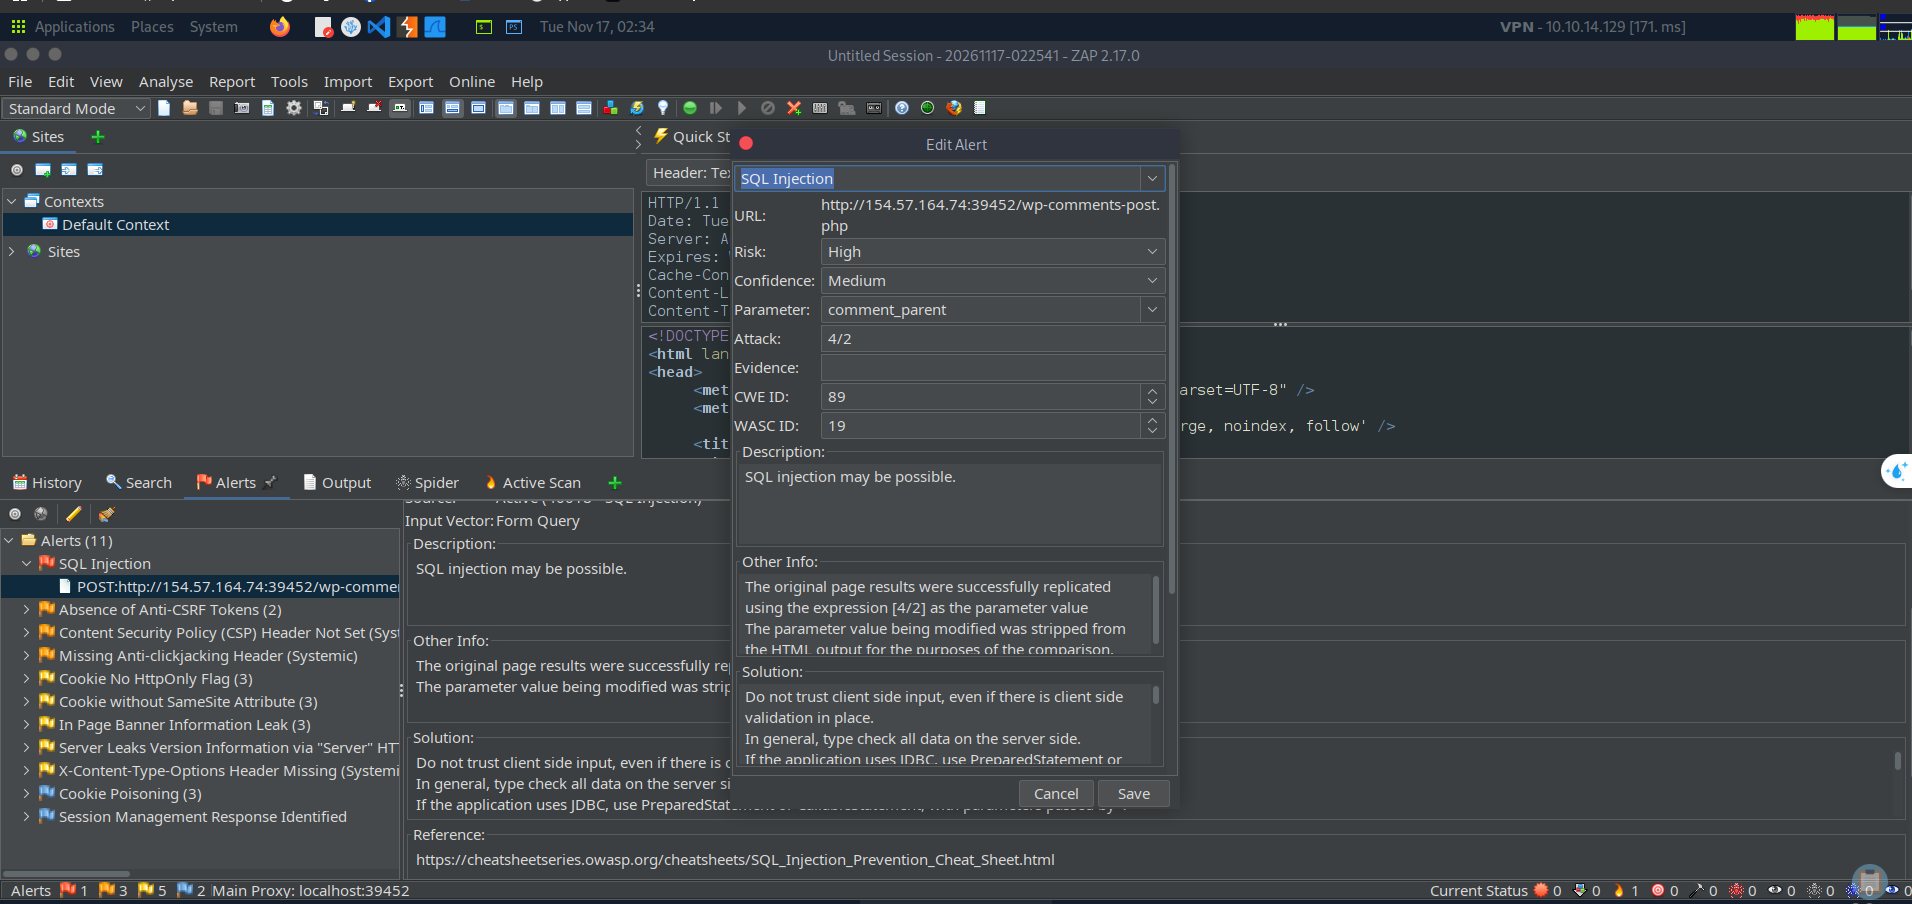 Applications Places System Tue Nov 17, 02:34 VPN - 10.10.14.129 [171. ms]
Untitled Session - 20261117-022541 - ZAP 2.17.0
File Edit View Analyse Report Tools Import Export Online Help
Standard Mode
Sites
Quick St
Header: Te
Contexts
Default Context
Sites
HTTP/1.1
Date: Tue
Server: A
Expires:
Cache-Con
Content-L
Content-T
<!DOCTYPE
<html lan
<head>
<met
arset=UTF-8" />
<met
rge, noindex, follow' />
<tit
Edit Alert
SQL Injection
URL: http://154.57.164.74:39452/wp-comments-post.
php
Risk: High
Confidence: Medium
Parameter: comment_parent
Attack: 4/2
Evidence:
CWE ID: 89
WASC ID: 19
Description:
SQL injection may be possible.
Other Info:
The original page results were successfully replicated
using the expression [4/2] as the parameter value
The parameter value being modified was stripped from
the HTML output for the purposes of the comparison.
Solution:
Do not trust client side input, even if there is client side
validation in place.
In general, type check all data on the server side.
If the application uses JDBC, use PreparedStatement or
Cancel Save
History Search Alerts Output Spider Active Scan
Alerts (11)
SQL Injection
POST:http://154.57.164.74:39452/wp-comme
Absence of Anti-CSRF Tokens (2)
Content Security Policy (CSP) Header Not Set (Syst
Missing Anti-clickjacking Header (Systemic)
Cookie No HttpOnly Flag (3)
Cookie without SameSite Attribute (3)
In Page Banner Information Leak (3)
Server Leaks Version Information via "Server" HT
X-Content-Type-Options Header Missing (Systemi
Cookie Poisoning (3)
Session Management Response Identified
Input Vector: Form Query
Description:
SQL injection may be possible.
Other Info:
The original page results were successfully re
The parameter value being modified was strip
Solution:
Do not trust client side input, even if there is c
In general, type check all data on the server si
If the application uses JDBC, use PreparedStat
Reference:
https://cheatsheetseries.owasp.org/cheatsheets/SQL_Injection_Prevention_Cheat_Sheet.html
Alerts 1 3 5 2 Main Proxy: localhost:39452
Current Status 0 0 1 0 0 0 0 0 0 0